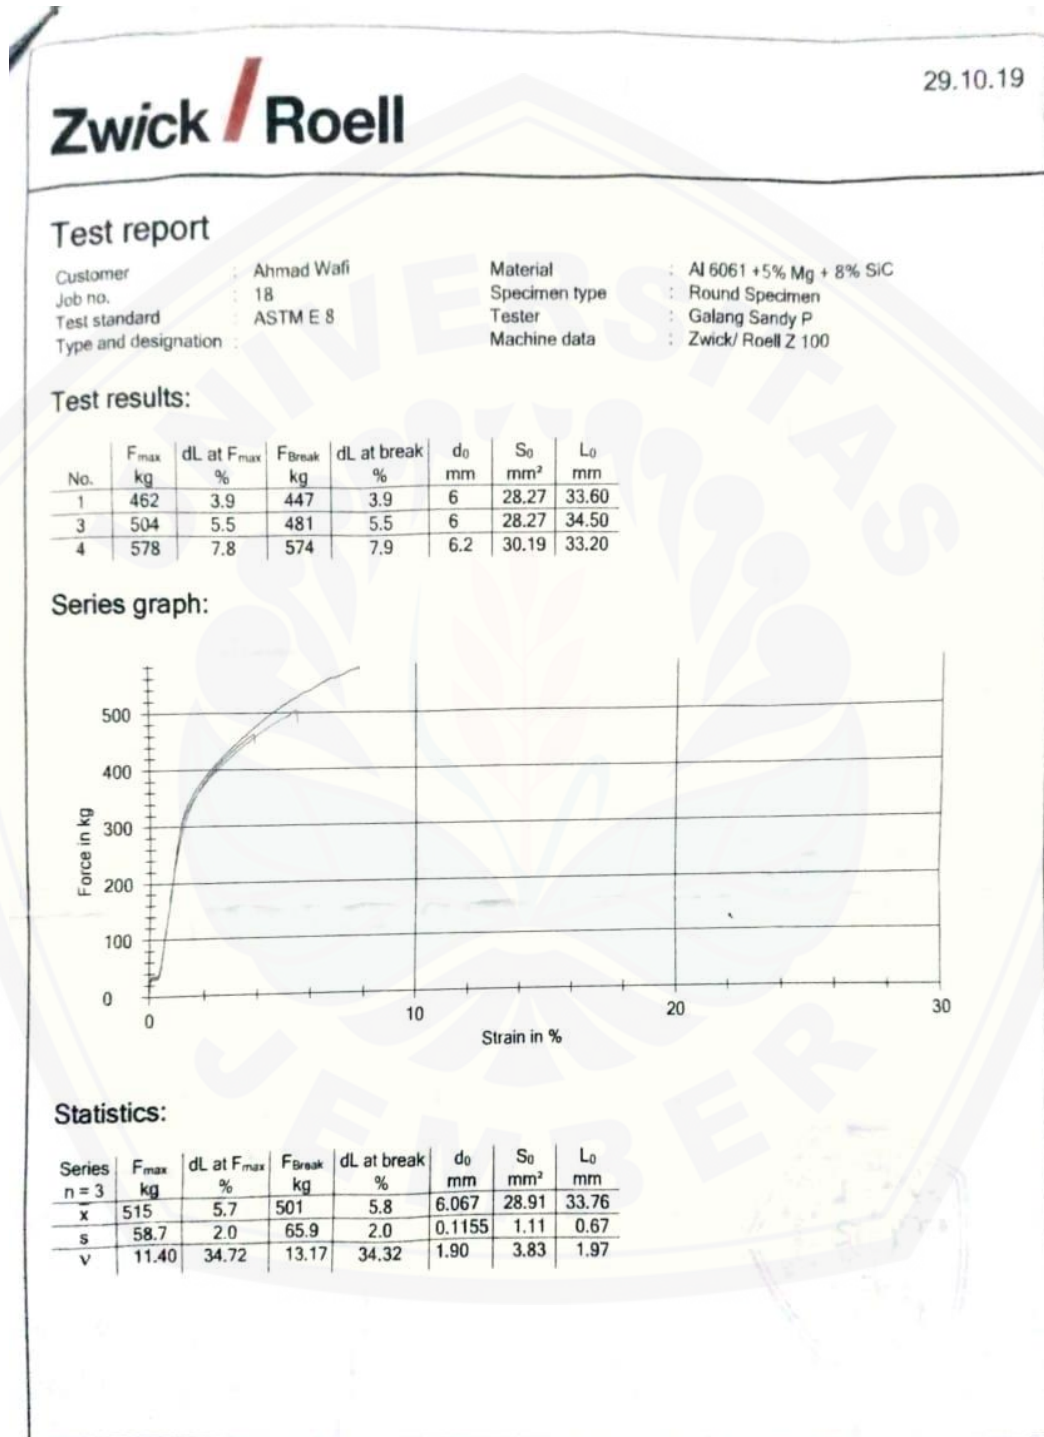 29.10.19
Zwick / Roell
Test report
Customer : Ahmad Wafi Material : Al 6061 +5% Mg + 8% SiC
Job no. : 18 Specimen type : Round Specimen
Test standard : ASTM E 8 Tester : Galang Sandy P
Type and designation : Machine data : Zwick/ Roell Z 100
Test results:
No. Fmax kg dL at Fmax % FBreak kg dL at break % d0 mm S0 mm² L0 mm
1 462 3.9 447 3.9 6 28.27 33.60
3 504 5.5 481 5.5 6 28.27 34.50
4 578 7.8 574 7.9 6.2 30.19 33.20
Series graph:
Force in kg
500
400
300
200
100
0
0 10 20 30
Strain in %
Statistics:
Series n = 3 Fmax kg dL at Fmax % FBreak kg dL at break % d0 mm S0 mm² L0 mm
x̄ 515 5.7 501 5.8 6.067 28.91 33.76
s 58.7 2.0 65.9 2.0 0.1155 1.11 0.67
ν 11.40 34.72 13.17 34.32 1.90 3.83 1.97
UNIVERSITAS
JEMBER